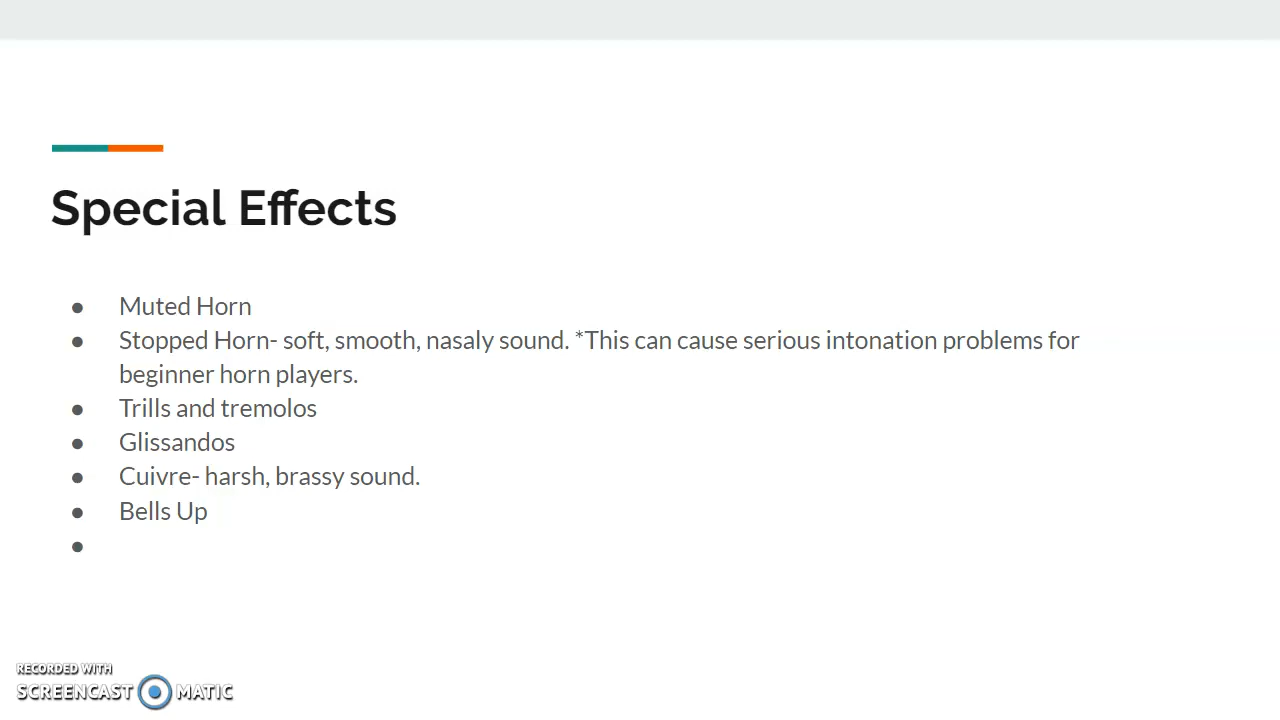 Special Effects
● Muted Horn
● Stopped Horn- soft, smooth, nasaly sound. *This can cause serious intonation problems for
beginner horn players.
● Trills and tremolos
● Glissandos
● Cuivre- harsh, brassy sound.
● Bells Up
●
RECORDED WITH
SCREENCAST MATIC